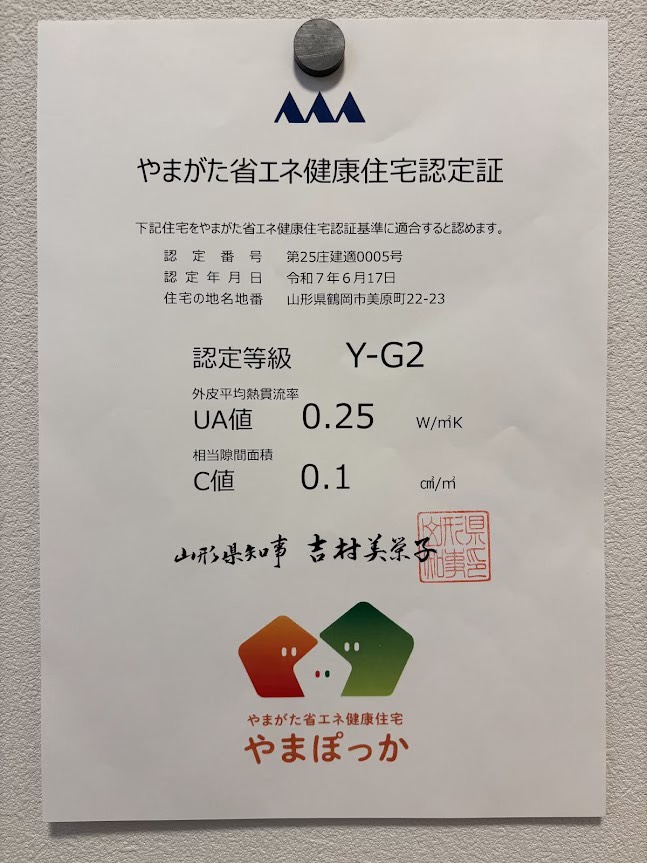 やまがた省エネ健康住宅認定証
下記住宅をやまがた省エネ健康住宅認証基準に適合すると認めます。
認定番号 第25庄建適0005号
認定年月日 令和7年6月17日
住宅の地名地番 山形県鶴岡市美原町22-23
認定等級 Y-G2
外皮平均熱貫流率
UA値 0.25 W/㎡K
相当隙間面積
C値 0.1 c㎡/㎡
山形県知事 吉村美栄子
山形県知事印
やまがた省エネ健康住宅
やまぽっか